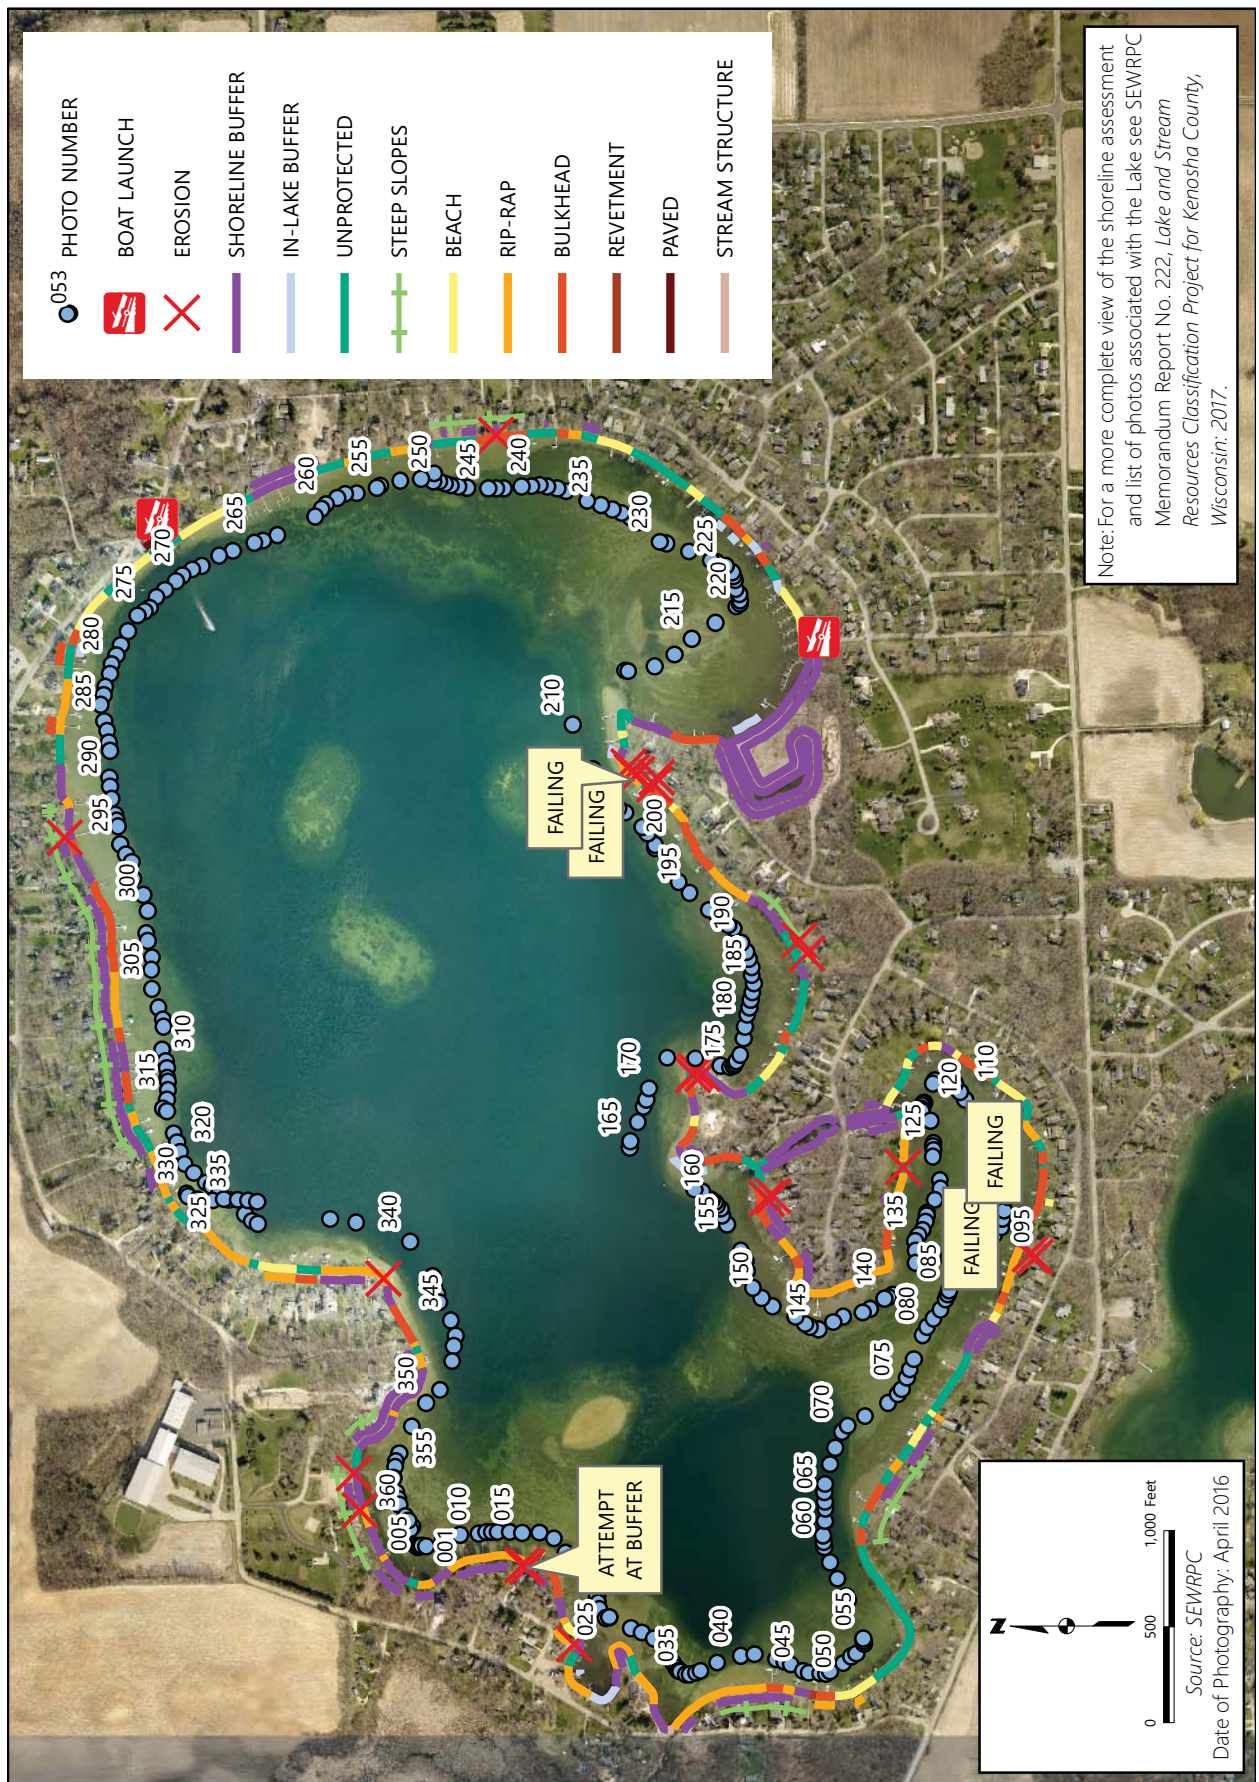 053
PHOTO NUMBER
BOAT LAUNCH
EROSION
SHORELINE BUFFER
IN-LAKE BUFFER
UNPROTECTED
STEEP SLOPES
BEACH
RIP-RAP
BULKHEAD
REVETMENT
PAVED
STREAM STRUCTURE
Note: For a more complete view of the shoreline assessment
and list of photos associated with the Lake see SEWRPC
Memorandum Report No. 222, Lake and Stream
Resources Classification Project for Kenosha County,
Wisconsin: 2017.
001
005
010
015
025
035
040
045
050
055
060
065
070
075
080
085
095
110
120
125
135
140
145
150
155
160
165
170
175
180
185
190
195
200
210
215
220
225
230
235
240
245
250
255
260
265
270
275
280
285
290
295
300
305
310
315
320
325
330
335
340
345
350
355
360
FAILING
FAILING
FAILING
FAILING
ATTEMPT
AT BUFFER
N
0
500
1,000 Feet
Source: SEWRPC
Date of Photography: April 2016